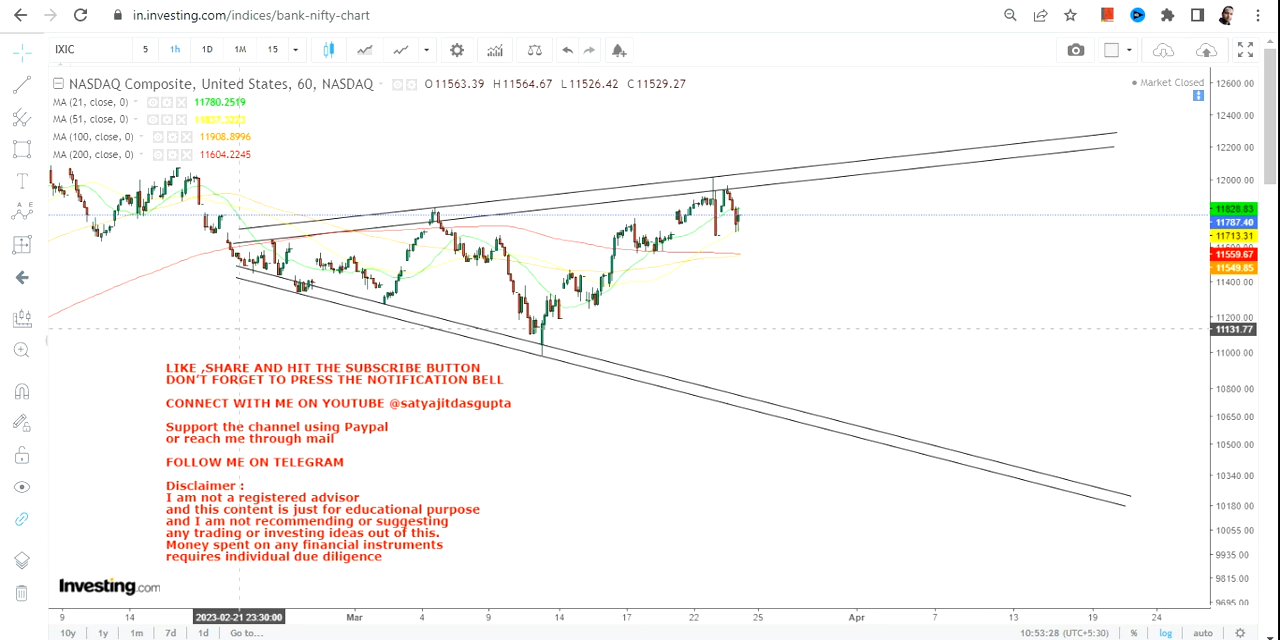 in.investing.com/indices/bank-nifty-chart
IXIC 5 1h 1D 1M 15
NASDAQ Composite, United States, 60, NASDAQ O11563.39 H11564.67 L11526.42 C11529.27
Market Closed
MA (21, close, 0) 11780.2519
MA (51, close, 0)
MA (100, close, 0) 11908.8996
MA (200, close, 0) 11604.2245
12600.00
12400.00
12200.00
12000.00
11828.83
11787.40
11713.31
11559.67
11549.85
11400.00
11200.00
11131.77
11000.00
10800.00
10650.00
10500.00
10340.00
10180.00
10055.00
9935.00
9815.00
9695.00
LIKE ,SHARE AND HIT THE SUBSCRIBE BUTTON
DON'T FORGET TO PRESS THE NOTIFICATION BELL
CONNECT WITH ME ON YOUTUBE @satyajitdasgupta
Support the channel using Paypal
or reach me through mail
FOLLOW ME ON TELEGRAM
Disclaimer :
I am not a registered advisor
and this content is just for educational purpose
and I am not recommending or suggesting
any trading or investing ideas out of this.
Money spent on any financial instruments
requires individual due diligence
Investing.com
9 14 2023-02-21 23:30:00 Mar 4 9 14 17 22 25 Apr 7 13 19 24
10y 1y 1m 7d 1d Go to... 10:53:28 (UTC+5:30) % log auto